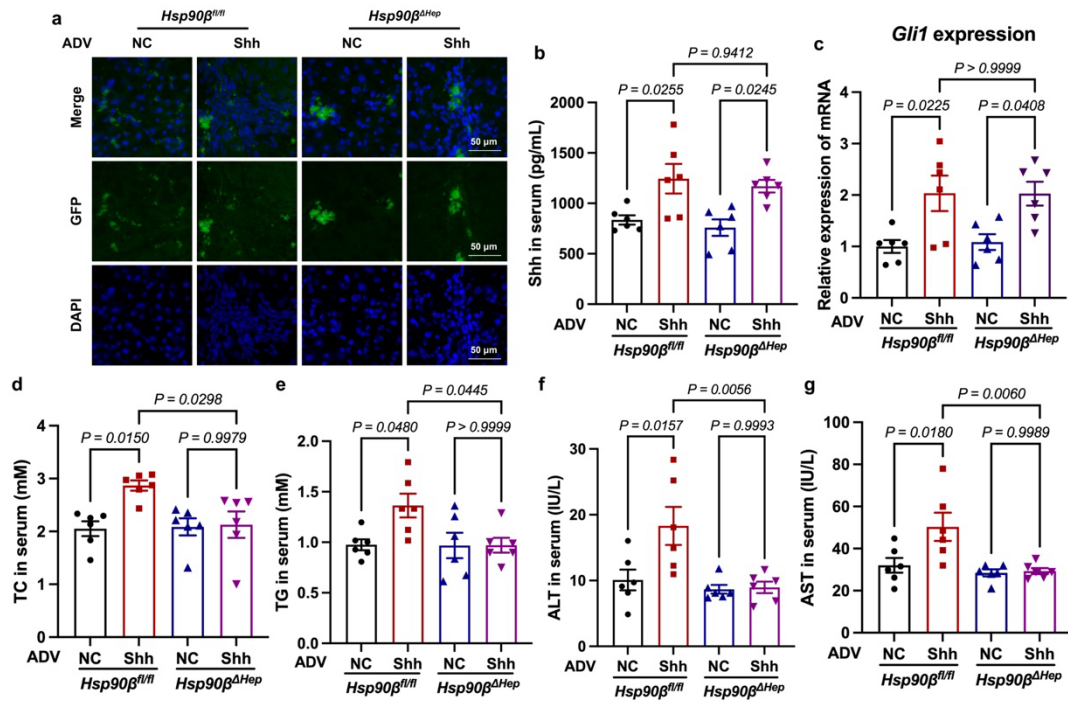 a
Hsp90β^fl/fl Hsp90β^ΔHep
ADV NC Shh NC Shh
Merge
50 µm 50 µm
GFP
50 µm 50 µm
DAPI
50 µm 50 µm
b
P = 0.9412
P = 0.0255 P = 0.0245
Shh in serum (pg/mL)
2000
1500
1000
500
0
ADV NC Shh NC Shh
Hsp90β^fl/fl Hsp90β^ΔHep
c
Gli1 expression
P > 0.9999
P = 0.0225 P = 0.0408
Relative expression of mRNA
4
3
2
1
0
ADV NC Shh NC Shh
Hsp90β^fl/fl Hsp90β^ΔHep
d
P = 0.0298
P = 0.0150 P = 0.9979
TC in serum (mM)
4
3
2
1
0
ADV NC Shh NC Shh
Hsp90β^fl/fl Hsp90β^ΔHep
e
P = 0.0445
P = 0.0480 P > 0.9999
TG in serum (mM)
2.0
1.5
1.0
0.5
0.0
ADV NC Shh NC Shh
Hsp90β^fl/fl Hsp90β^ΔHep
f
P = 0.0056
P = 0.0157 P = 0.9993
ALT in serum (IU/L)
30
20
10
0
ADV NC Shh NC Shh
Hsp90β^fl/fl Hsp90β^ΔHep
g
P = 0.0060
P = 0.0180 P = 0.9989
AST in serum (IU/L)
100
80
60
40
20
0
ADV NC Shh NC Shh
Hsp90β^fl/fl Hsp90β^ΔHep